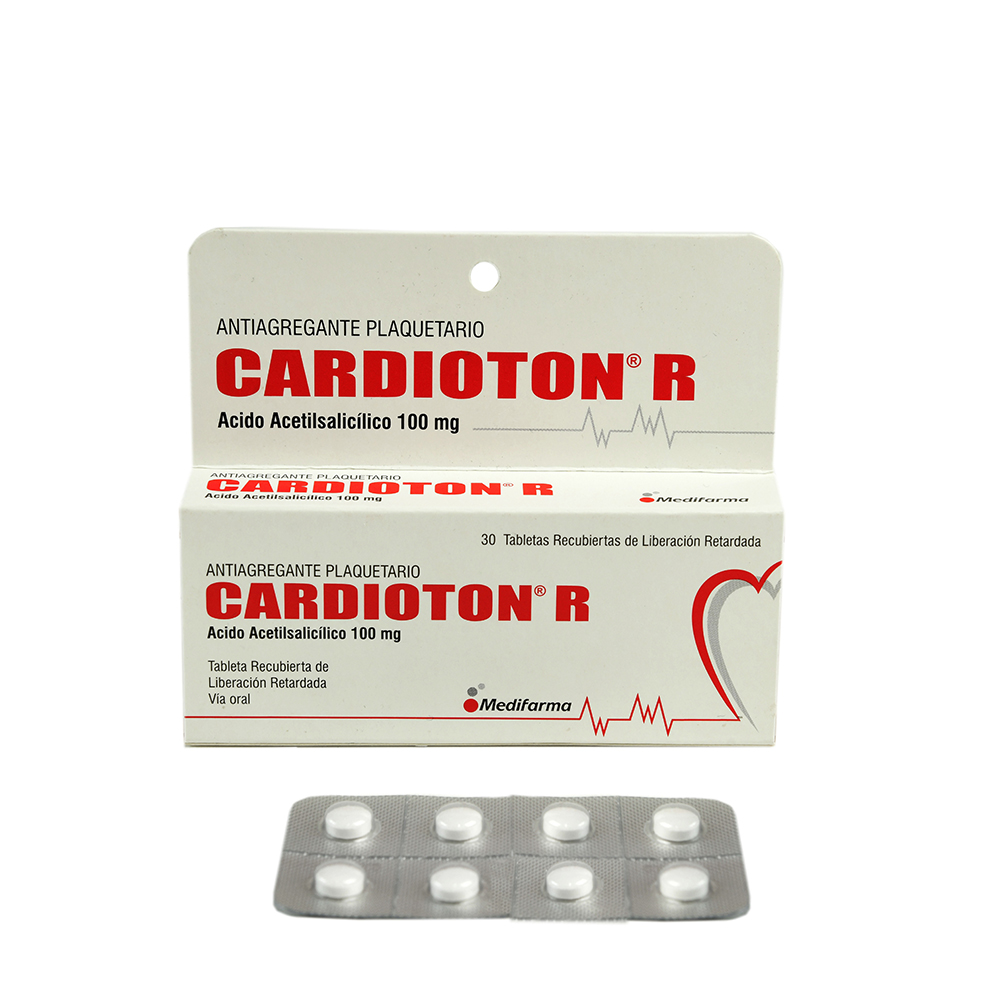 ANTIAGREGANTE PLAQUETARIO
CARDIOTON® R
Acido Acetilsalicílico 100 mg
ANTIAGREGANTE PLAQUETARIO
CARDIOTON® R
Acido Acetilsalicílico 100 mg
Medifarma
30 Tabletas Recubiertas de Liberación Retardada
ANTIAGREGANTE PLAQUETARIO
CARDIOTON® R
Acido Acetilsalicílico 100 mg
Tableta Recubierta de
Liberación Retardada
Vía oral
Medifarma